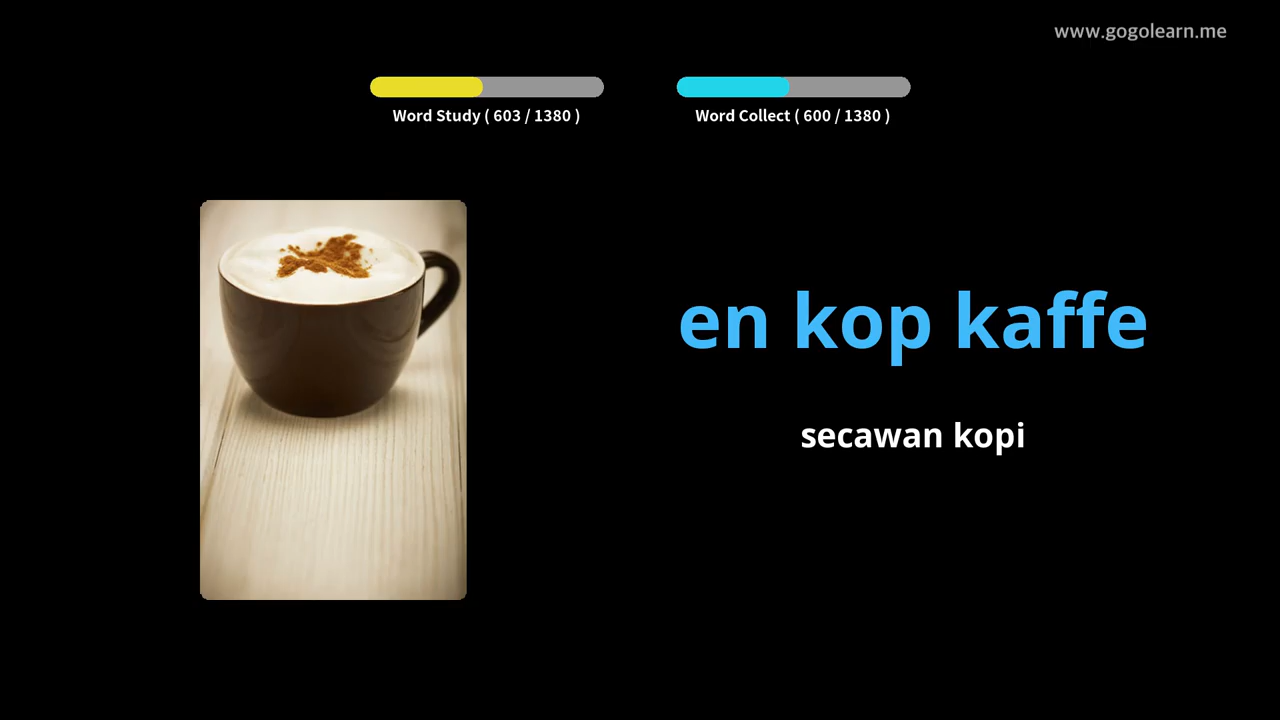 www.gogolearn.me
Word Study ( 603 / 1380 )
Word Collect ( 600 / 1380 )
en kop kaffe
secawan kopi